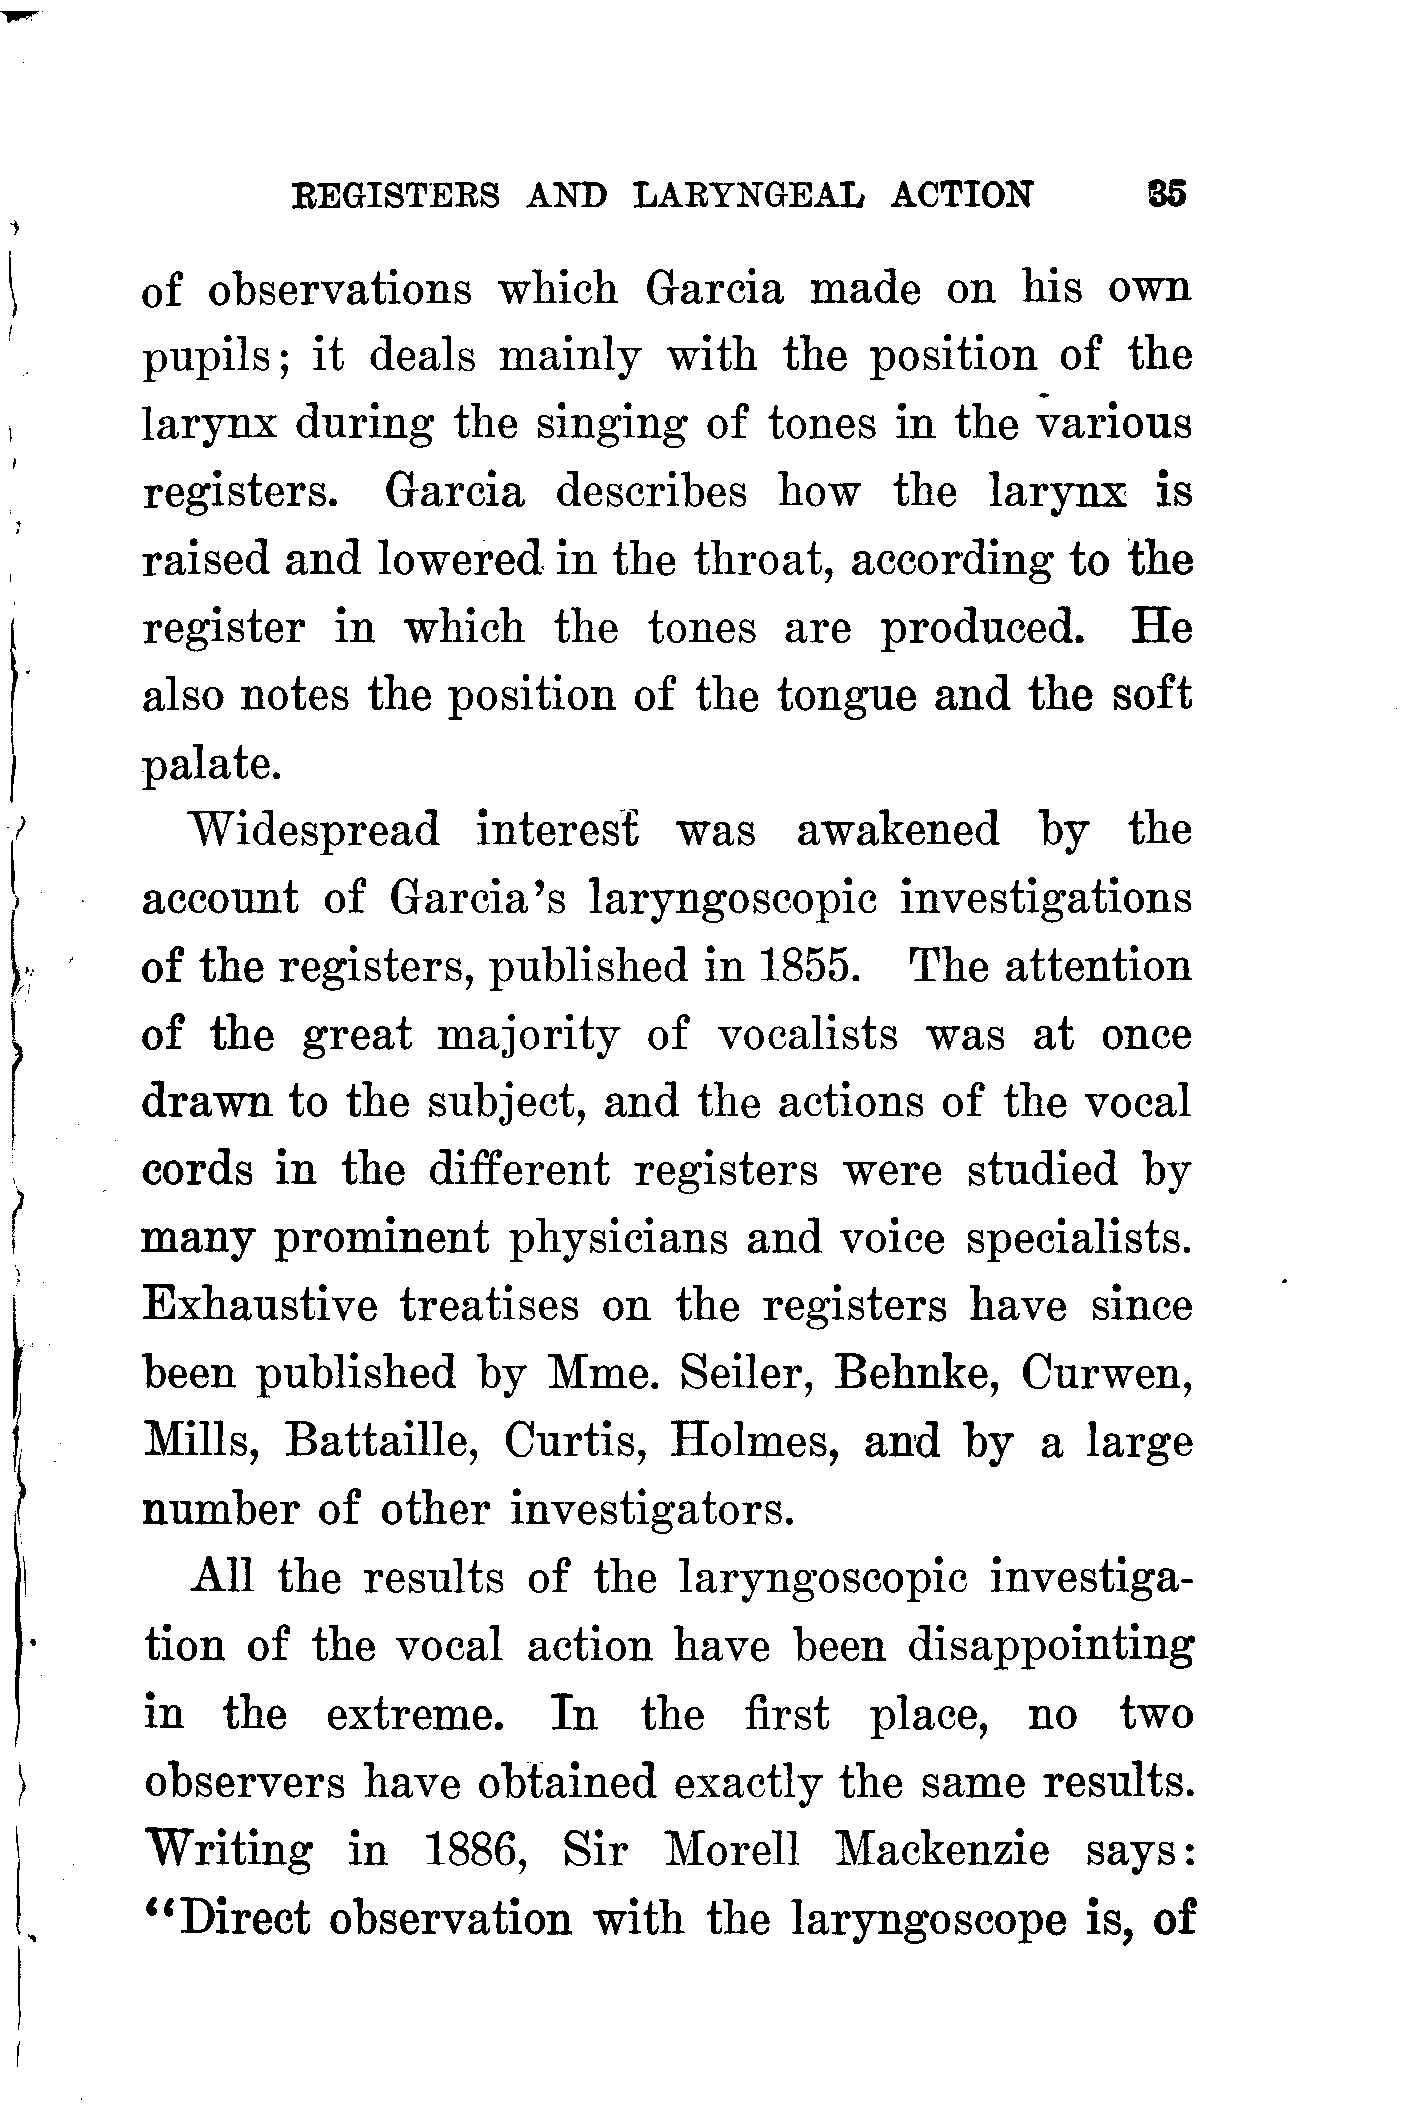 REGISTERS AND LARYNGEAL ACTION 35
of observations which Garcia made on his own
pupils; it deals mainly with the position of the
larynx during the singing of tones in the various
registers. Garcia describes how the larynx is
raised and lowered in the throat, according to the
register in which the tones are produced. He
also notes the position of the tongue and the soft
palate.
Widespread interest was awakened by the
account of Garcia's laryngoscopic investigations
of the registers, published in 1855. The attention
of the great majority of vocalists was at once
drawn to the subject, and the actions of the vocal
cords in the different registers were studied by
many prominent physicians and voice specialists.
Exhaustive treatises on the registers have since
been published by Mme. Seiler, Behnke, Curwen,
Mills, Battaille, Curtis, Holmes, and by a large
number of other investigators.
All the results of the laryngoscopic investiga-
tion of the vocal action have been disappointing
in the extreme. In the first place, no two
observers have obtained exactly the same results.
Writing in 1886, Sir Morell Mackenzie says:
"Direct observation with the laryngoscope is, of